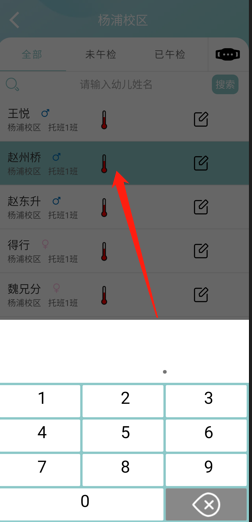 杨浦校区
全部 未午检 已午检
请输入幼儿姓名 搜索
王悦
杨浦校区 托班1班
赵州桥
杨浦校区 托班1班
赵东升
杨浦校区 托班1班
得行
杨浦校区 托班1班
魏兄分
杨浦校区 托班1班
.
1 2 3
4 5 6
7 8 9
0